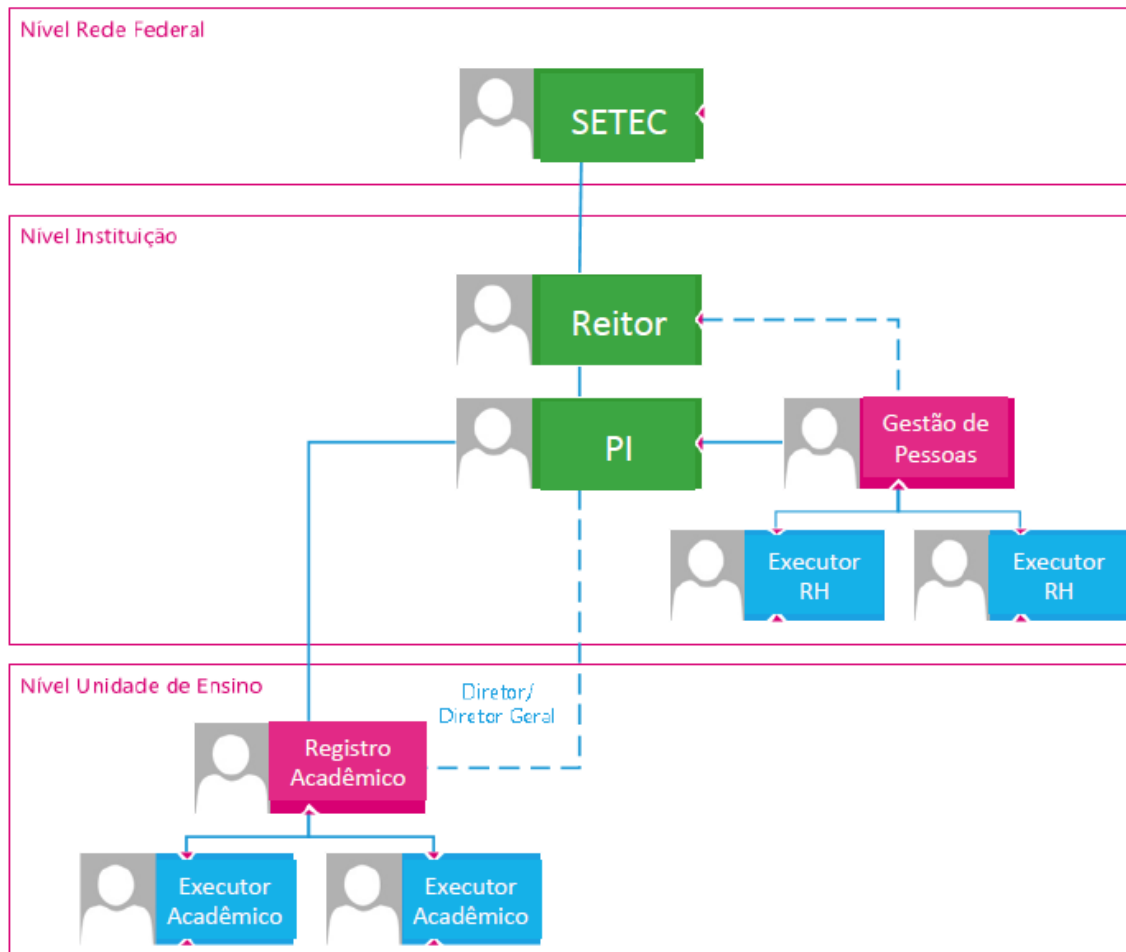 Nível Rede Federal
SETEC
Nível Instituição
Reitor
PI
Gestão de
Pessoas
Executor
RH
Executor
RH
Nível Unidade de Ensino
Diretor/
Diretor Geral
Registro
Acadêmico
Executor
Acadêmico
Executor
Acadêmico